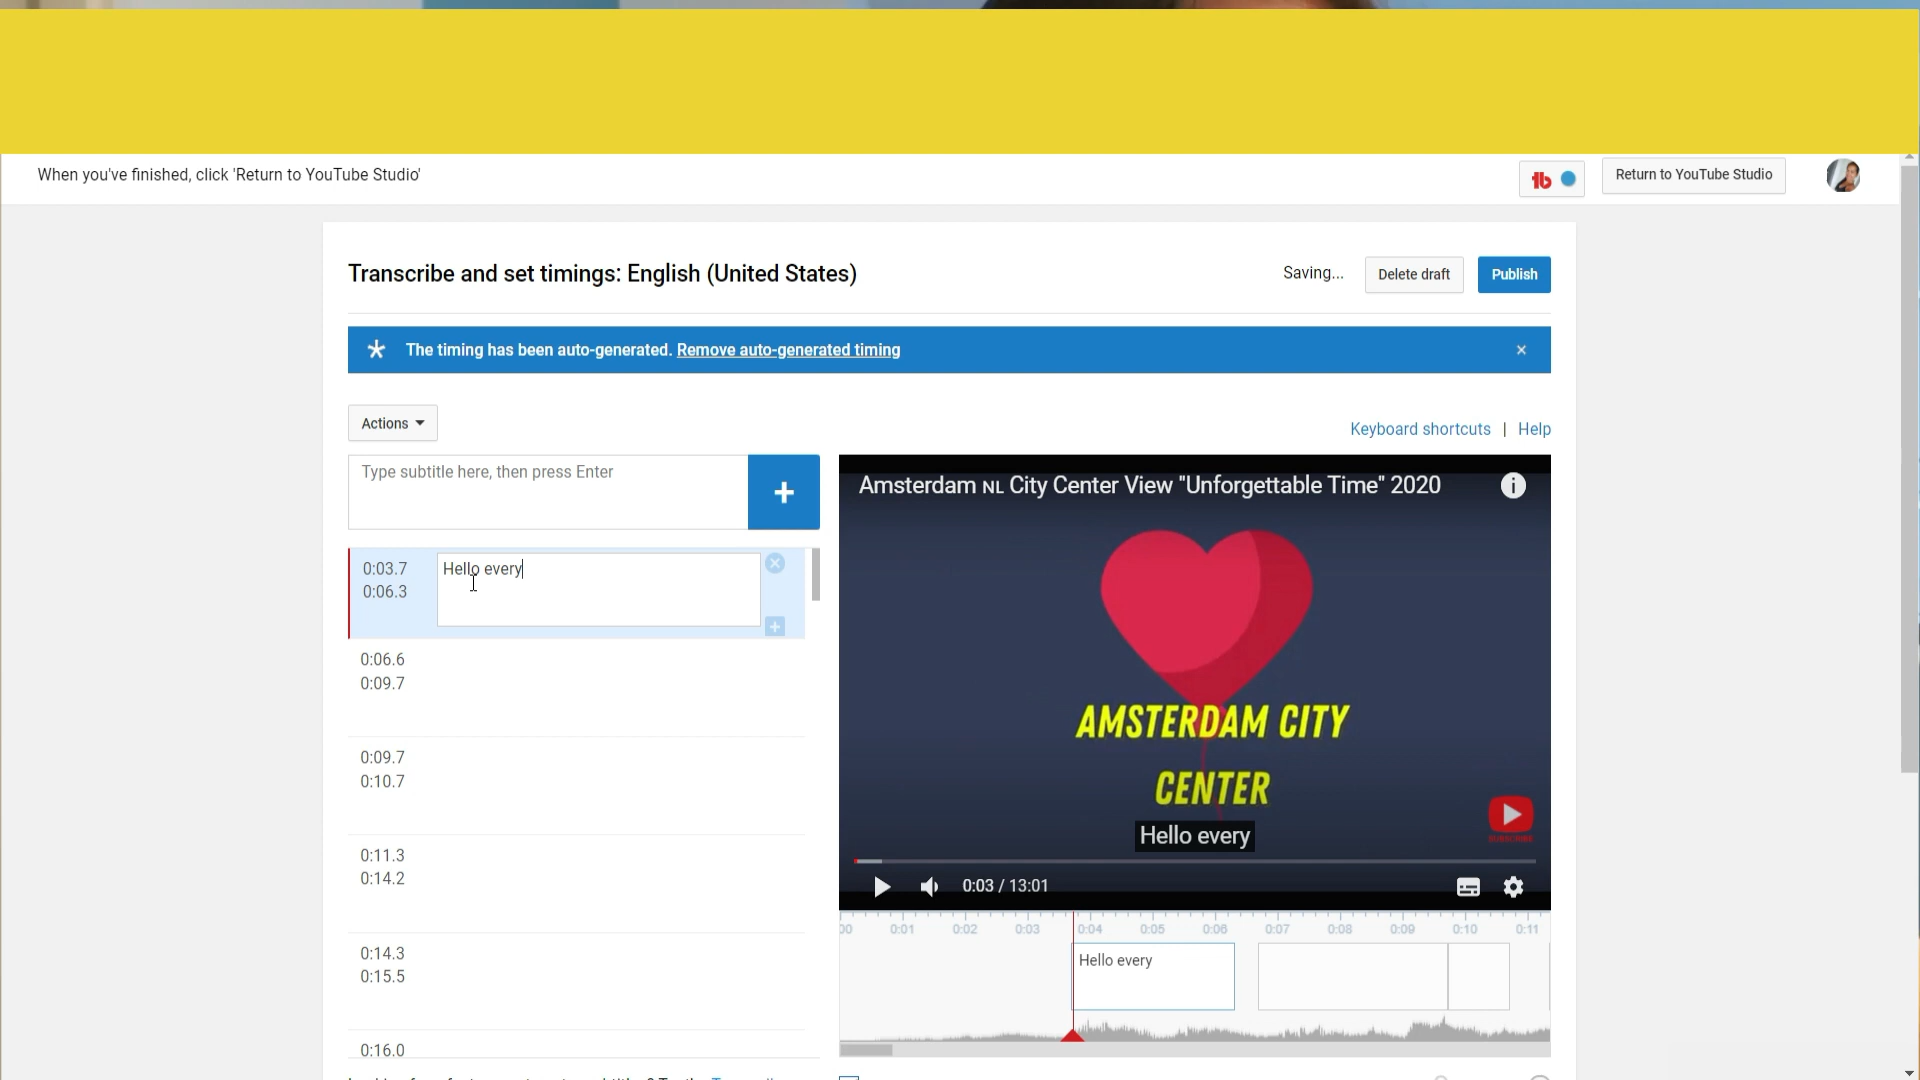 When you've finished, click 'Return to YouTube Studio'
Return to YouTube Studio
Transcribe and set timings: English (United States)
Saving...
Delete draft
Publish
The timing has been auto-generated. Remove auto-generated timing
Actions
Keyboard shortcuts | Help
Type subtitle here, then press Enter
+
0:03.7
0:06.3
Hello every
0:06.6
0:09.7
0:09.7
0:10.7
0:11.3
0:14.2
0:14.3
0:15.5
0:16.0
Amsterdam NL City Center View "Unforgettable Time" 2020
AMSTERDAM CITY
CENTER
Hello every
0:03 / 13:01
00 0:01 0:02 0:03 0:04 0:05 0:06 0:07 0:08 0:09 0:10 0:11
Hello every